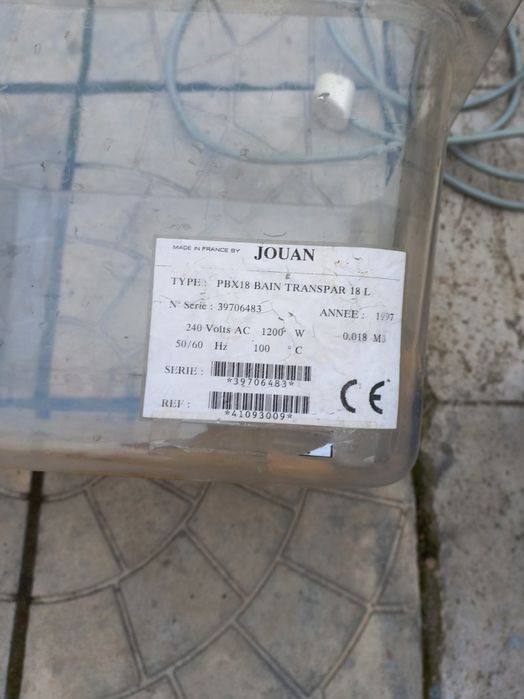 MADE IN FRANCE BY JOUAN
TYPE : PBX18 BAIN TRANSPAR 18 L
N° Serie : 39706483 ANNEE : 1997
240 Volts AC 1200 W 0.018 M3
50/60 Hz 100 °C
SERIE :
*39706483*
REF :
*41093009*
CE